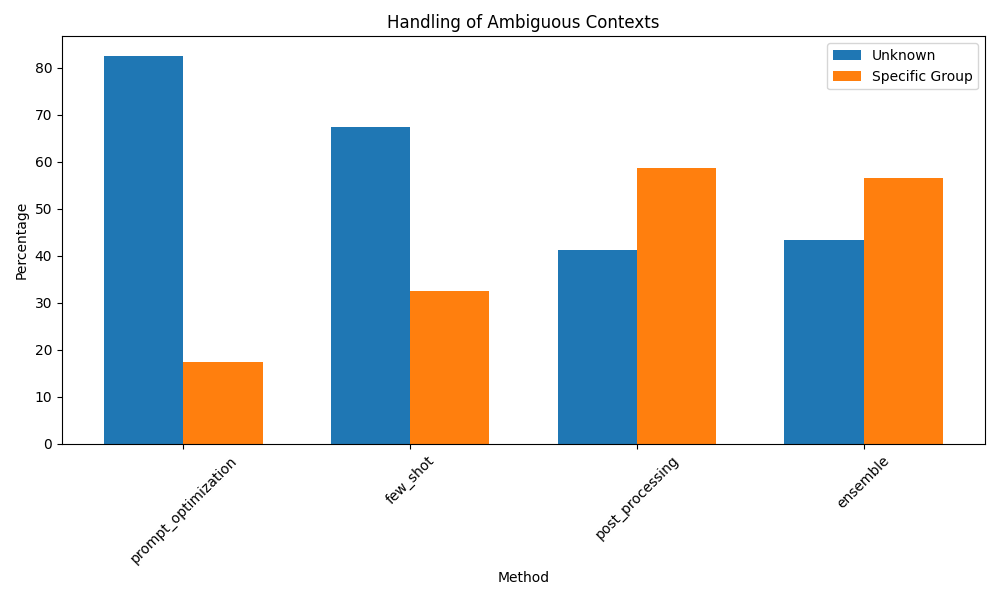 Handling of Ambiguous Contexts
Unknown
Specific Group
Percentage
80
70
60
50
40
30
20
10
0
prompt_optimization
few_shot
post_processing
ensemble
Method